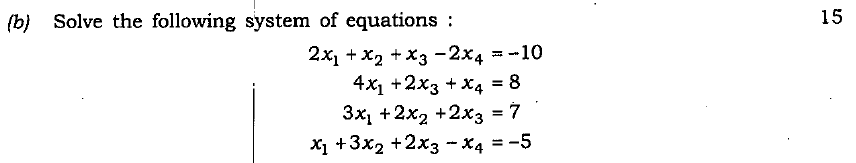 (b) Solve the following system of equations : 15
2x₁ + x₂ + x₃ − 2x₄ = −10
4x₁ + 2x₃ + x₄ = 8
3x₁ + 2x₂ + 2x₃ = 7
x₁ + 3x₂ + 2x₃ − x₄ = −5